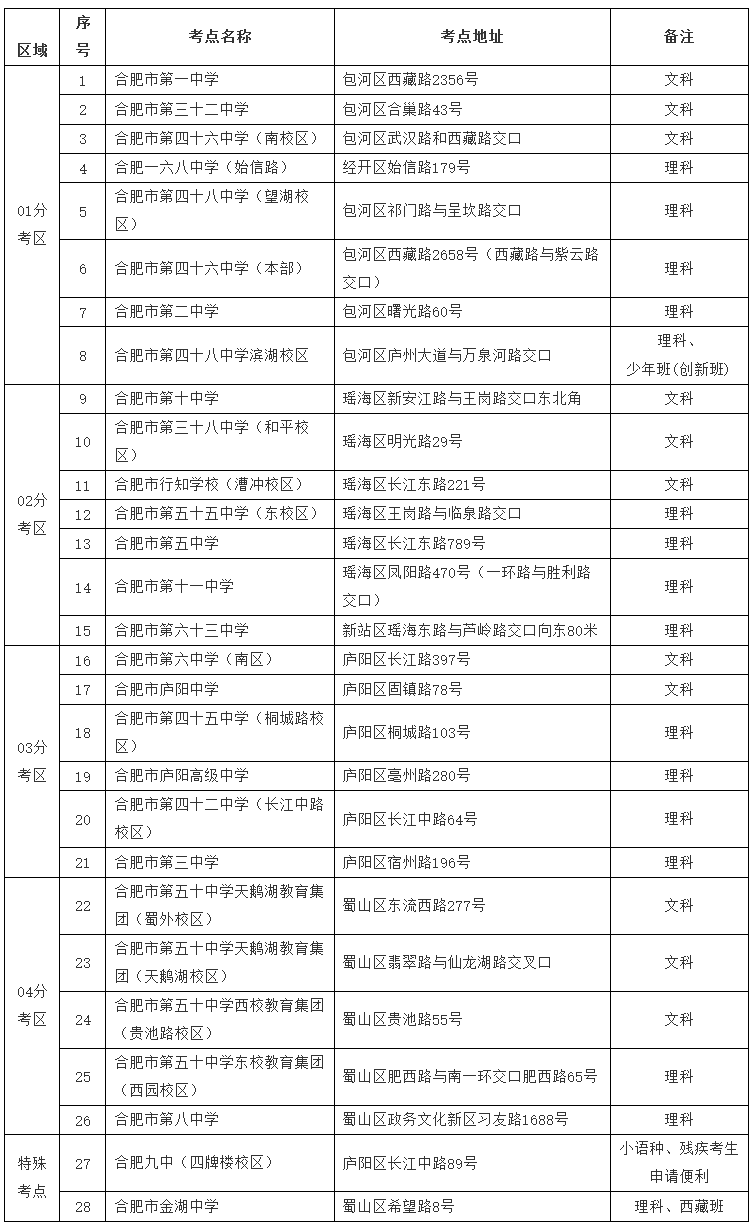 区域 序号 考点名称 考点地址 备注
01分考区
1 合肥市第一中学 包河区西藏路2356号 文科
2 合肥市第三十二中学 包河区合巢路43号 文科
3 合肥市第四十六中学（南校区） 包河区武汉路和西藏路交口 文科
4 合肥一六八中学（始信路） 经开区始信路179号 理科
5 合肥市第四十八中学（望湖校区） 包河区祁门路与呈坎路交口 理科
6 合肥市第四十六中学（本部） 包河区西藏路2658号（西藏路与紫云路交口） 理科
7 合肥市第二中学 包河区曙光路60号 理科
8 合肥市第四十八中学滨湖校区 包河区庐州大道与万泉河路交口 理科、少年班(创新班)
02分考区
9 合肥市第十中学 瑶海区新安江路与王岗路交口东北角 文科
10 合肥市第三十八中学（和平校区） 瑶海区明光路29号 文科
11 合肥市行知学校（漕冲校区） 瑶海区长江东路221号 文科
12 合肥市第五十五中学（东校区） 瑶海区王岗路与临泉路交口 理科
13 合肥市第五中学 瑶海区长江东路789号 理科
14 合肥市第十一中学 瑶海区凤阳路470号（一环路与胜利路交口） 理科
15 合肥市第六十三中学 新站区瑶海东路与芦岭路交口向东80米 理科
03分考区
16 合肥市第六中学（南区） 庐阳区长江路397号 文科
17 合肥市庐阳中学 庐阳区固镇路78号 文科
18 合肥市第四十五中学（桐城路校区） 庐阳区桐城路103号 理科
19 合肥市庐阳高级中学 庐阳区亳州路280号 理科
20 合肥市第四十二中学（长江中路校区） 庐阳区长江中路64号 理科
21 合肥市第三中学 庐阳区宿州路196号 理科
04分考区
22 合肥市第五十中学天鹅湖教育集团（蜀外校区） 蜀山区东流西路277号 文科
23 合肥市第五十中学天鹅湖教育集团（天鹅湖校区） 蜀山区翡翠路与仙龙湖路交叉口 文科
24 合肥市第五十中学西校教育集团（贵池路校区） 蜀山区贵池路55号 文科
25 合肥市第五十中学东校教育集团（西园校区） 蜀山区肥西路与南一环交口肥西路65号 理科
26 合肥市第八中学 蜀山区政务文化新区习友路1688号 理科
特殊考点
27 合肥九中（四牌楼校区） 庐阳区长江中路89号 小语种、残疾考生申请便利
28 合肥市金湖中学 蜀山区希望路8号 理科、西藏班